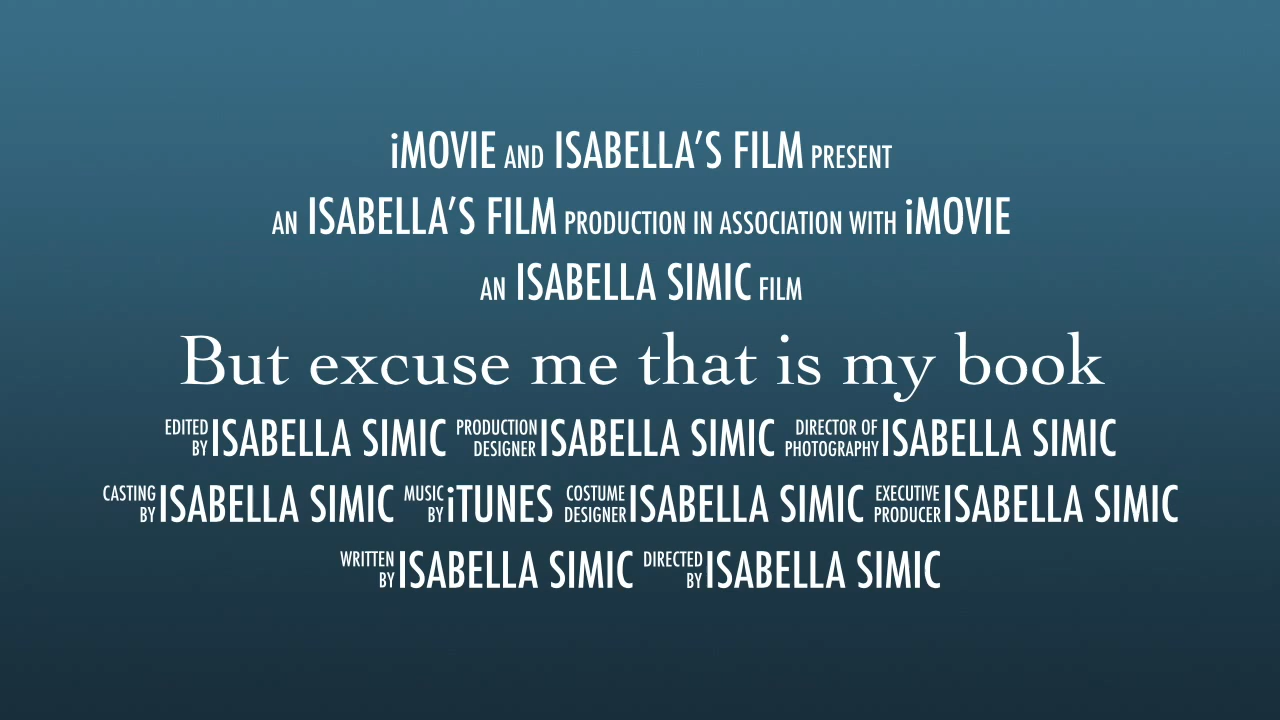 iMOVIE AND ISABELLA'S FILM PRESENT
AN ISABELLA'S FILM PRODUCTION IN ASSOCIATION WITH iMOVIE
AN ISABELLA SIMIC FILM
But excuse me that is my book
EDITED BY ISABELLA SIMIC PRODUCTION DESIGNER ISABELLA SIMIC DIRECTOR OF PHOTOGRAPHY ISABELLA SIMIC
CASTING BY ISABELLA SIMIC MUSIC BY iTUNES COSTUME DESIGNER ISABELLA SIMIC EXECUTIVE PRODUCER ISABELLA SIMIC
WRITTEN BY ISABELLA SIMIC DIRECTED BY ISABELLA SIMIC